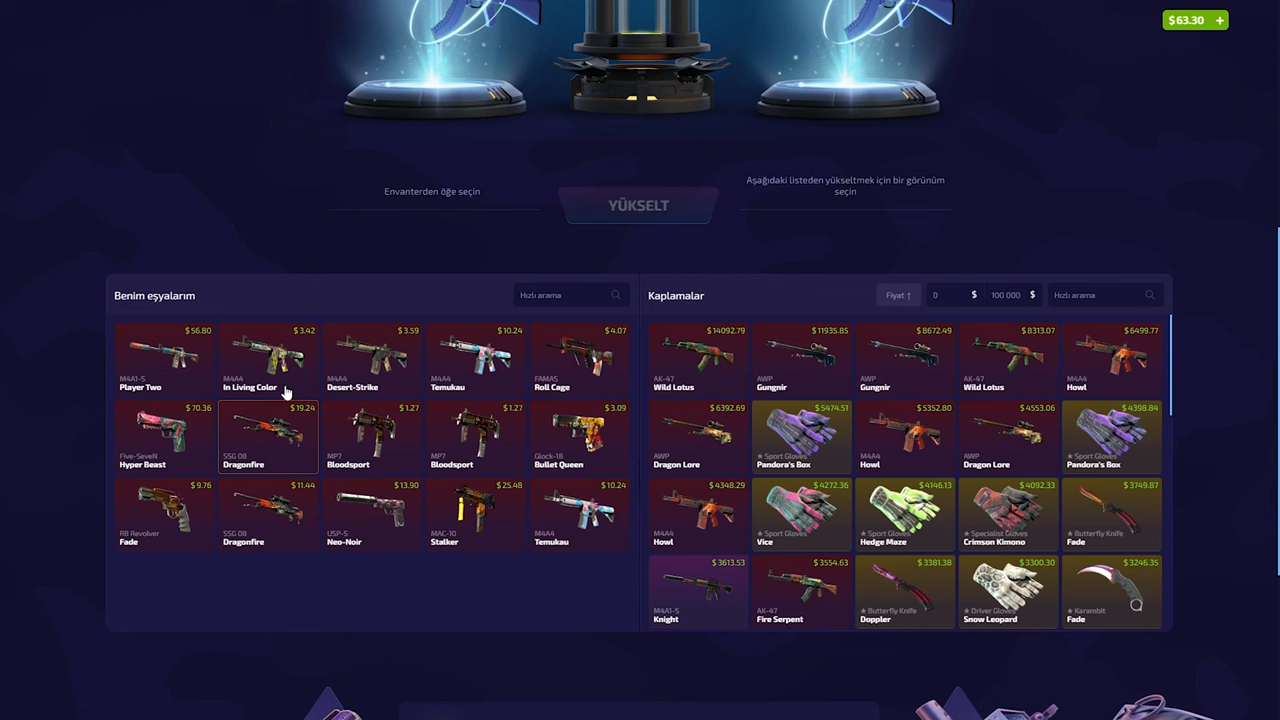 $63.30 +
Envanterden öğe seçin
YÜKSELT
Aşağıdaki listeden yükseltmek için bir görünüm
seçin
Benim eşyalarım
Hızlı arama
$56.80
M4A1-S
Player Two
$3.42
M4A4
In Living Color
$3.59
M4A4
Desert-Strike
$10.24
M4A4
Temukau
$4.07
FAMAS
Roll Cage
$70.36
Five-SeveN
Hyper Beast
$19.24
SSG 08
Dragonfire
$1.27
MP7
Bloodsport
$1.27
MP7
Bloodsport
$3.09
Glock-18
Bullet Queen
$9.76
R8 Revolver
Fade
$11.44
SSG 08
Dragonfire
$13.90
USP-S
Neo-Noir
$25.48
MAC-10
Stalker
$10.24
M4A4
Temukau
Kaplamalar
Fiyat ↑
0 $
100 000 $
Hızlı arama
$14092.79
AK-47
Wild Lotus
$11935.85
AWP
Gungnir
$8672.49
AWP
Gungnir
$8313.07
AK-47
Wild Lotus
$6499.77
M4A4
Howl
$6392.69
AWP
Dragon Lore
$5474.51
★ Sport Gloves
Pandora's Box
$5352.80
M4A4
Howl
$4553.06
AWP
Dragon Lore
$4398.84
★ Sport Gloves
Pandora's Box
$4348.29
M4A4
Howl
$4272.36
★ Sport Gloves
Vice
$4146.13
★ Sport Gloves
Hedge Maze
$4092.33
★ Specialist Gloves
Crimson Kimono
$3749.87
★ Butterfly Knife
Fade
$3613.53
M4A1-S
Knight
$3554.63
AK-47
Fire Serpent
$3381.38
★ Butterfly Knife
Doppler
$3300.30
★ Driver Gloves
Snow Leopard
$3246.35
★ Karambit
Fade